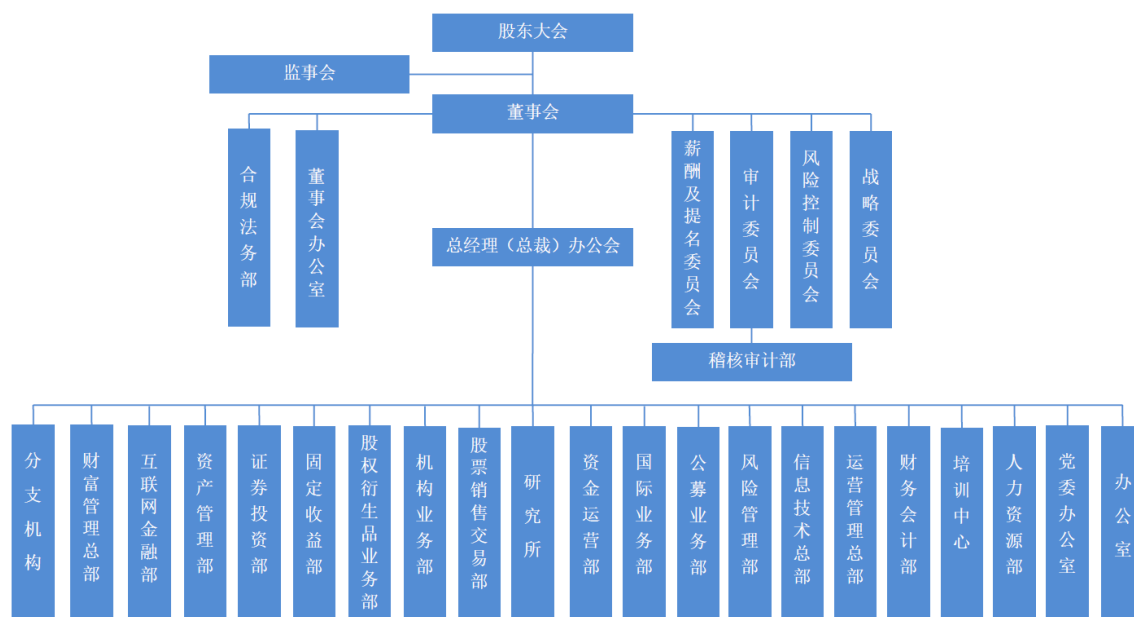 股东大会
监事会
董事会
合规法务部
董事会办公室
薪酬及提名委员会
审计委员会
风险控制委员会
战略委员会
总经理（总裁）办公会
稽核审计部
分支机构
财富管理总部
互联网金融部
资产管理部
证券投资部
固定收益部
股权衍生品业务部
机构业务部
股票销售交易部
研究所
资金运营部
国际业务部
公募业务部
风险管理部
信息技术总部
运营管理总部
财务会计部
培训中心
人力资源部
党委办公室
办公室